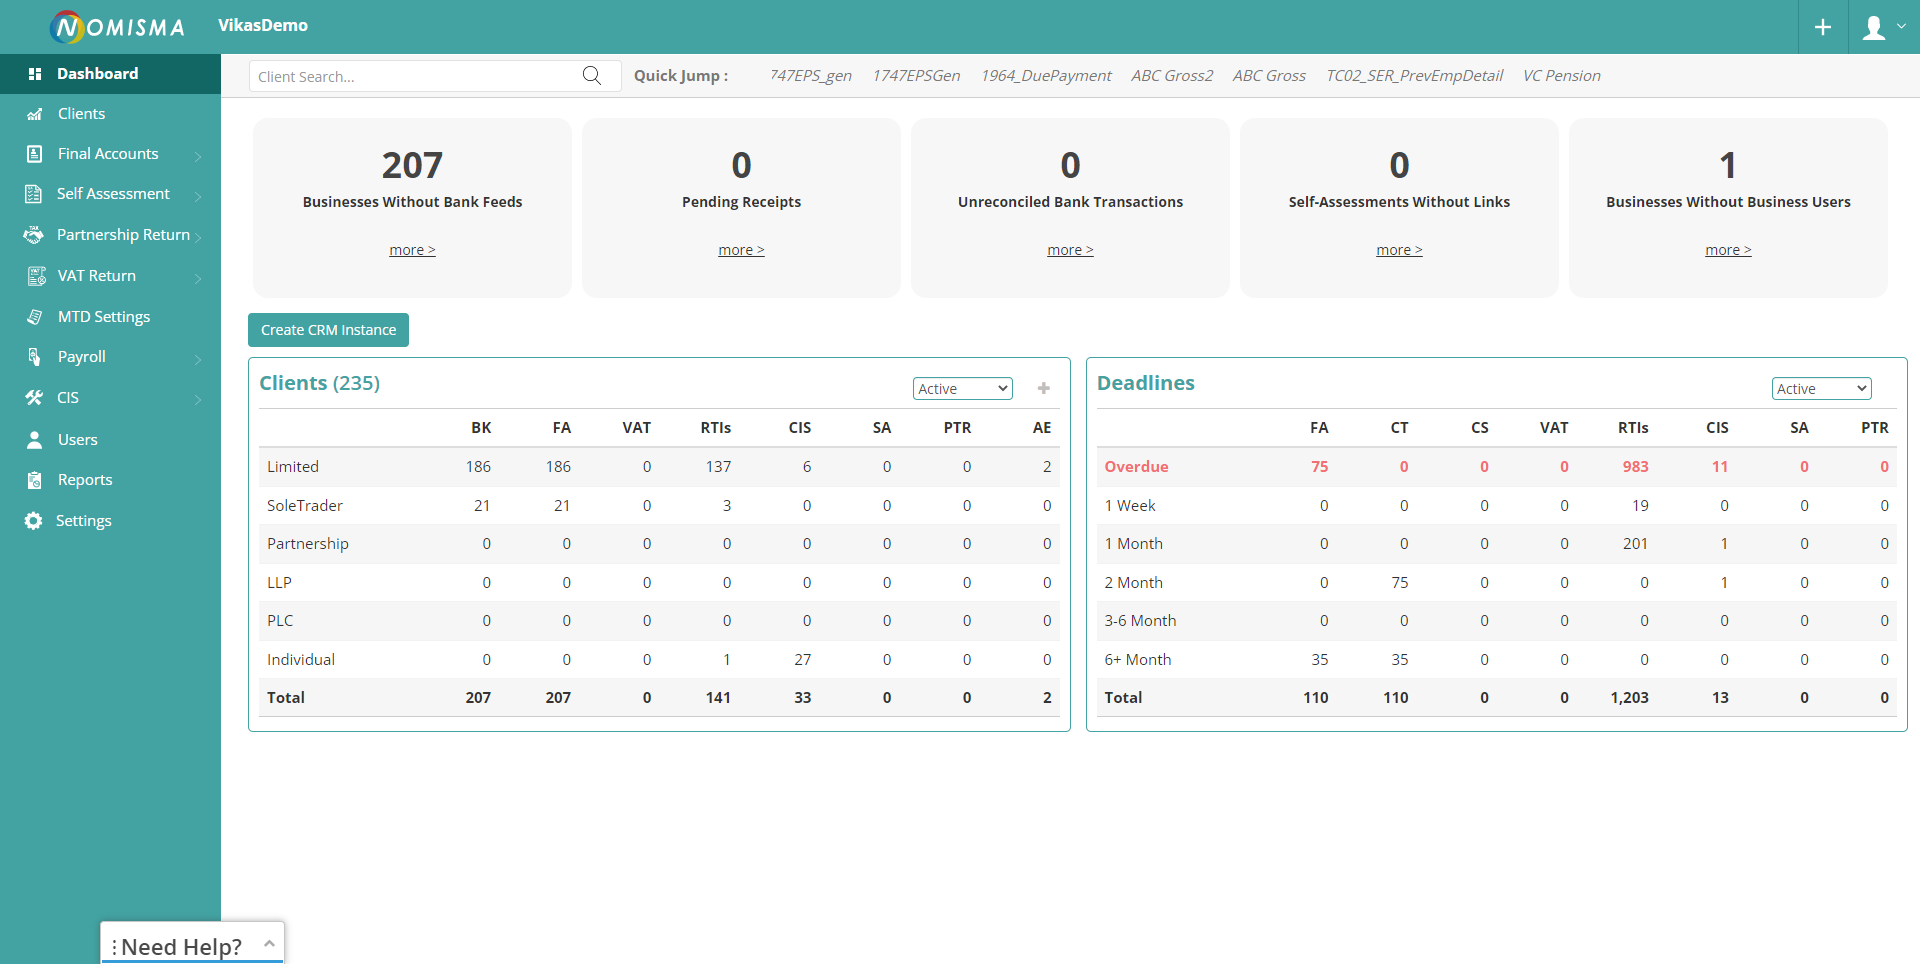 NOMISMA VikasDemo
Dashboard
Clients
Final Accounts
Self Assessment
Partnership Return
VAT Return
MTD Settings
Payroll
CIS
Users
Reports
Settings
Client Search... Quick Jump : 747EPS_gen 1747EPSGen 1964_DuePayment ABC Gross2 ABC Gross TC02_SER_PrevEmpDetail VC Pension
207 0 0 0 1
Businesses Without Bank Feeds Pending Receipts Unreconciled Bank Transactions Self-Assessments Without Links Businesses Without Business Users
more > more > more > more > more >
Create CRM Instance
Clients (235) Active
BK FA VAT RTIs CIS SA PTR AE
Limited 186 186 0 137 6 0 0 2
SoleTrader 21 21 0 3 0 0 0 0
Partnership 0 0 0 0 0 0 0 0
LLP 0 0 0 0 0 0 0 0
PLC 0 0 0 0 0 0 0 0
Individual 0 0 0 1 27 0 0 0
Total 207 207 0 141 33 0 0 2
Deadlines Active
FA CT CS VAT RTIs CIS SA PTR
Overdue 75 0 0 0 983 11 0 0
1 Week 0 0 0 0 19 0 0 0
1 Month 0 0 0 0 201 1 0 0
2 Month 0 75 0 0 0 1 0 0
3-6 Month 0 0 0 0 0 0 0 0
6+ Month 35 35 0 0 0 0 0 0
Total 110 110 0 0 1,203 13 0 0
Need Help?